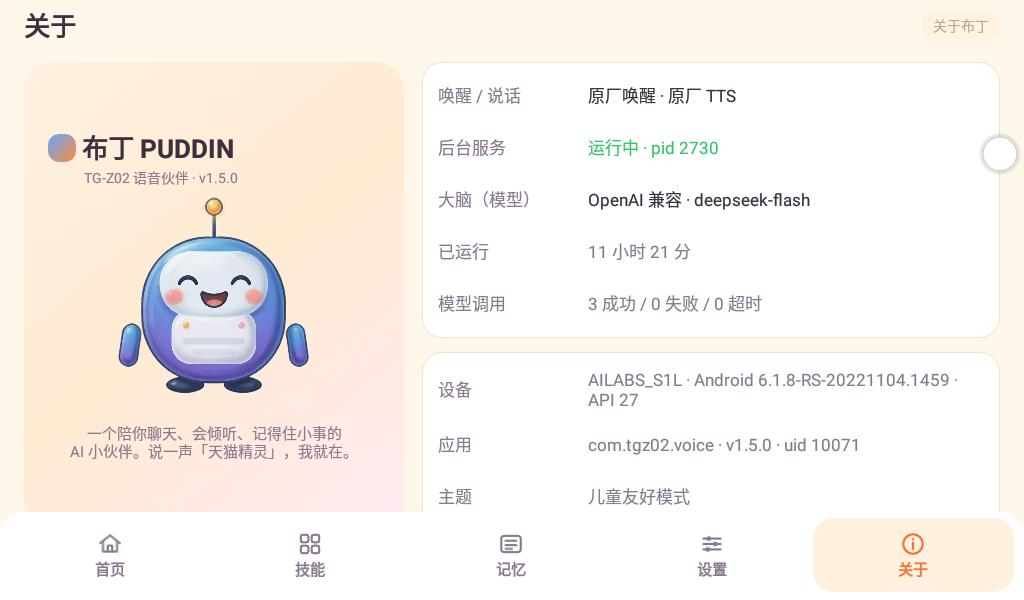 关于
关于布丁
布丁 PUDDIN
TG-Z02 语音伙伴 · v1.5.0
一个陪你聊天、会倾听、记得住小事的
AI 小伙伴。说一声「天猫精灵」，我就在。
唤醒 / 说话
原厂唤醒 · 原厂 TTS
后台服务
运行中 · pid 2730
大脑（模型）
OpenAI 兼容 · deepseek-flash
已运行
11 小时 21 分
模型调用
3 成功 / 0 失败 / 0 超时
设备
AILABS_S1L · Android 6.1.8-RS-20221104.1459 ·
API 27
应用
com.tgz02.voice · v1.5.0 · uid 10071
主题
儿童友好模式
首页
技能
记忆
设置
关于